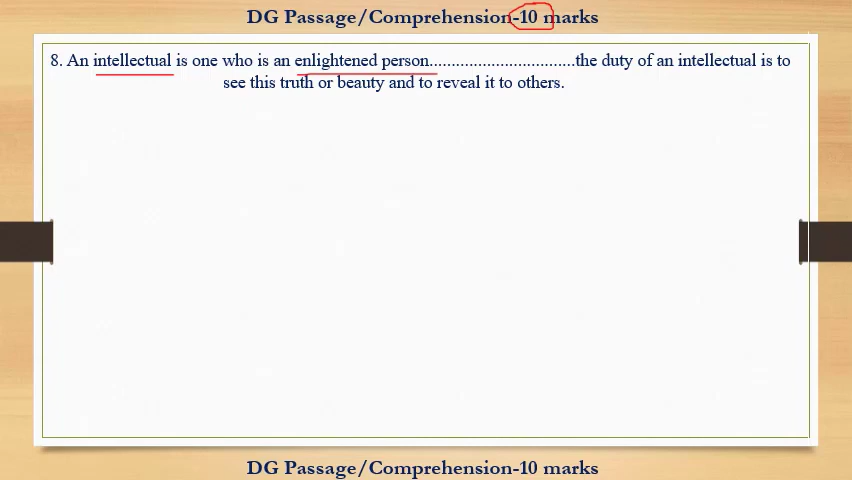 DG Passage/Comprehension-10 marks
8. An intellectual is one who is an enlightened person.................................the duty of an intellectual is to
see this truth or beauty and to reveal it to others.
DG Passage/Comprehension-10 marks